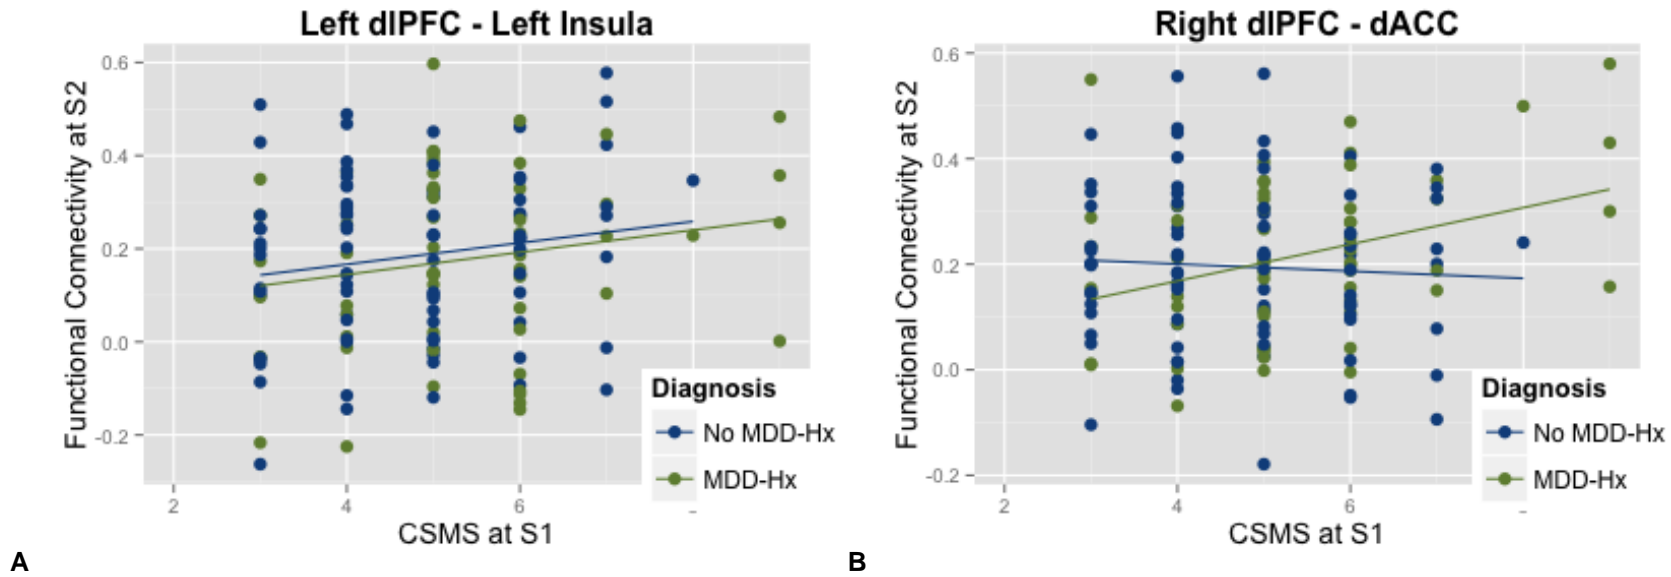 Left dlPFC - Left Insula
Functional Connectivity at S2
0.6
0.4
0.2
0.0
-0.2
2
4
6
CSMS at S1
Diagnosis
No MDD-Hx
MDD-Hx
A
Right dlPFC - dACC
Functional Connectivity at S2
0.6
0.4
0.2
0.0
-0.2
2
4
6
CSMS at S1
Diagnosis
No MDD-Hx
MDD-Hx
B